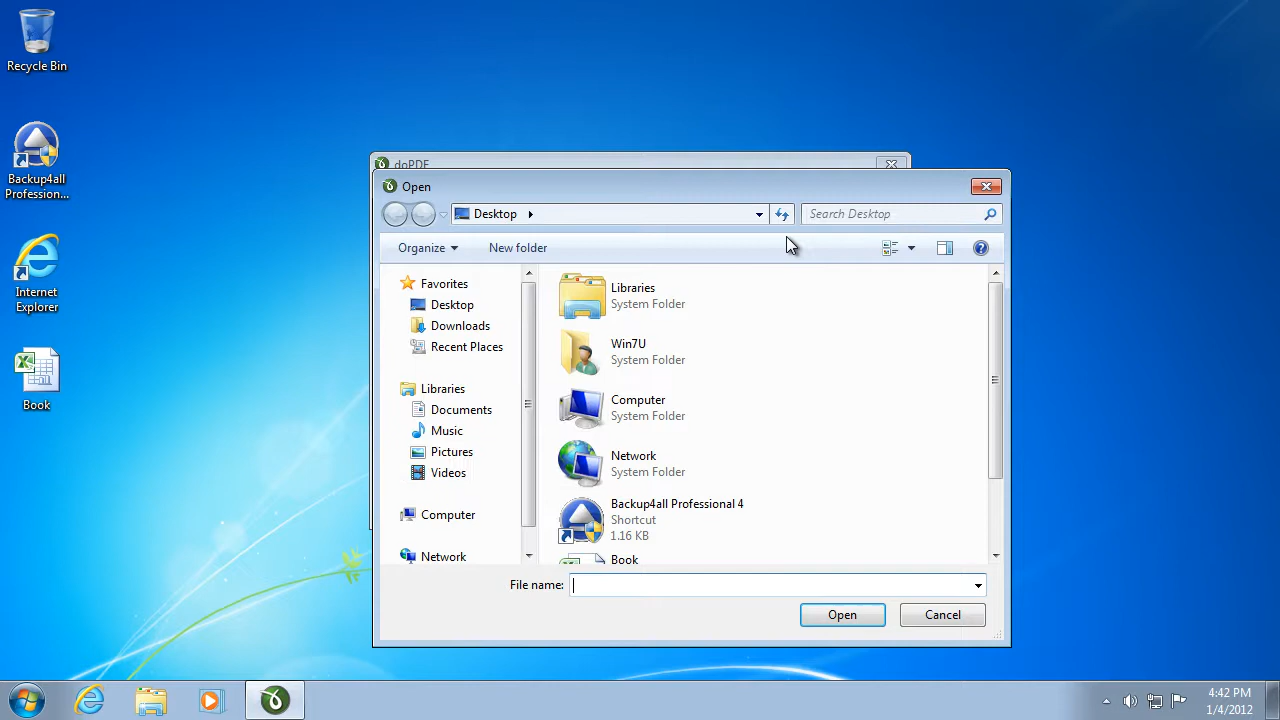 Recycle Bin
Backup4all
Professional...
Internet
Explorer
Book
doPDF
Open
Desktop
Search Desktop
Organize
New folder
Favorites
Desktop
Downloads
Recent Places
Libraries
Documents
Music
Pictures
Videos
Computer
Network
Libraries
System Folder
Win7U
System Folder
Computer
System Folder
Network
System Folder
Backup4all Professional 4
Shortcut
1.16 KB
Book
File name:
Open
Cancel
4:42 PM
1/4/2012